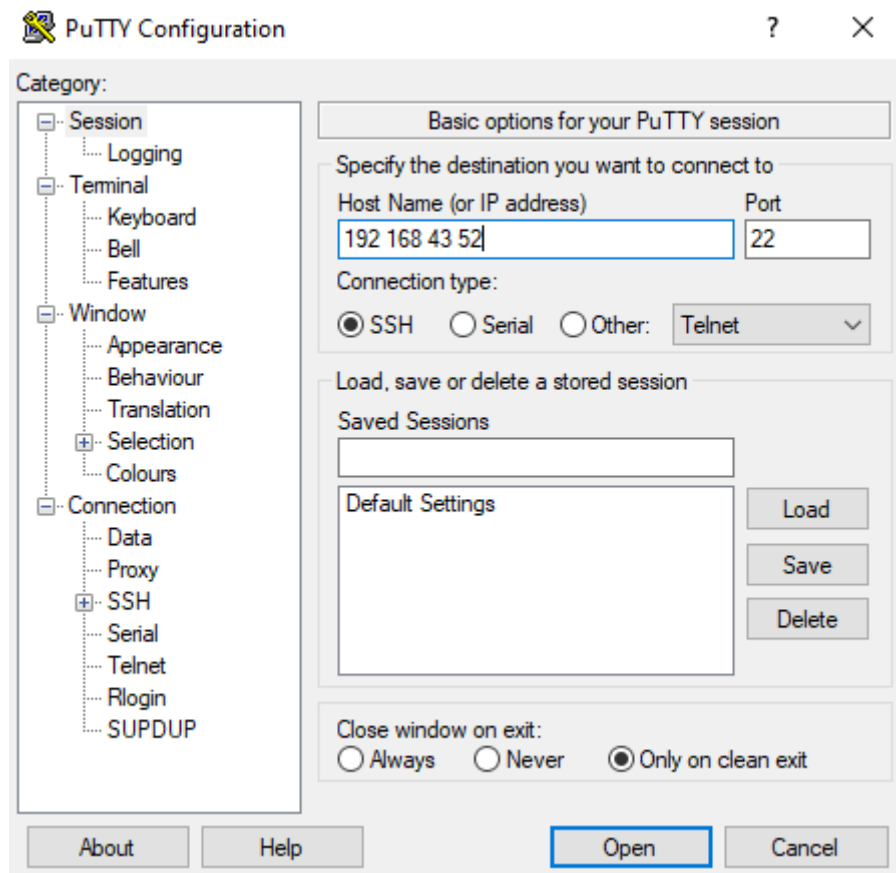 PuTTY Configuration
?
Category:
Session
Logging
Terminal
Keyboard
Bell
Features
Window
Appearance
Behaviour
Translation
Selection
Colours
Connection
Data
Proxy
SSH
Serial
Telnet
Rlogin
SUPDUP
Basic options for your PuTTY session
Specify the destination you want to connect to
Host Name (or IP address) Port
192 168 43 52 22
Connection type:
SSH Serial Other: Telnet
Load, save or delete a stored session
Saved Sessions
Default Settings
Load
Save
Delete
Close window on exit:
Always Never Only on clean exit
About Help Open Cancel